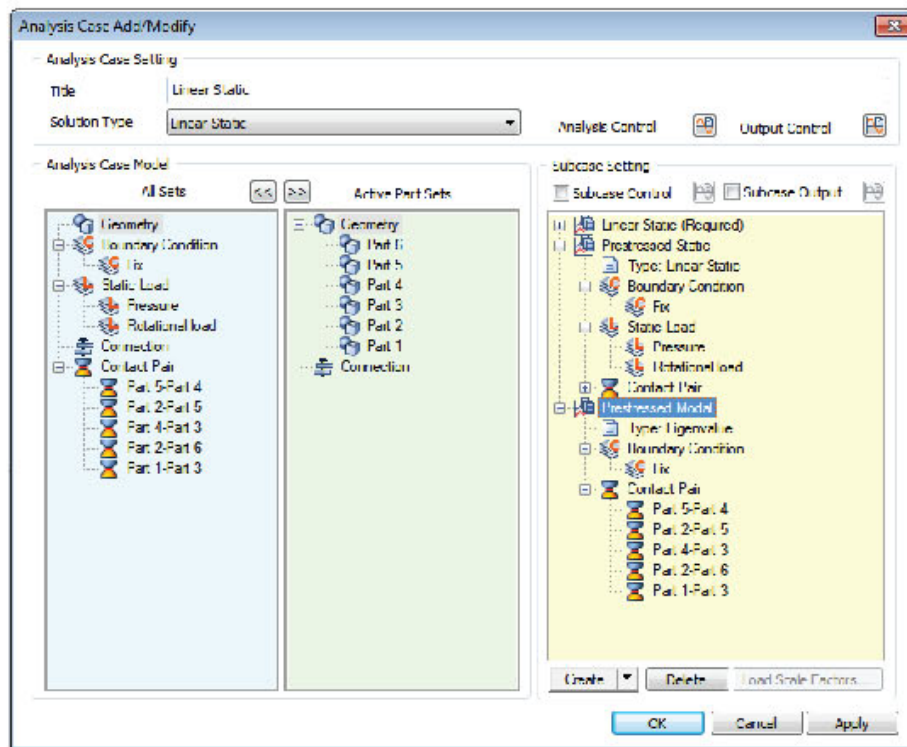 Analysis Case Add/Modify
Analysis Case Setting
Title
Linear Static
Solution Type
Linear Static
Analysis Control
Output Control
Analysis Case Model
All Sets
<<
>>
Active Part Sets
Geometry
Boundary Condition
Fix
Static Load
Pressure
Rotational load
Connection
Contact Pair
Part 5-Part 4
Part 2-Part 5
Part 4-Part 3
Part 2-Part 6
Part 1-Part 3
Geometry
Part 6
Part 5
Part 4
Part 3
Part 2
Part 1
Connection
Subcase Setting
Subcase Control
Subcase Output
Linear Static (Required)
Prestressed Static
Type: Linear Static
Boundary Condition
Fix
Static Load
Pressure
Rotational load
Contact Pair
Prestressed Modal
Type: Eigenvalue
Boundary Condition
Fix
Contact Pair
Part 5-Part 4
Part 2-Part 5
Part 4-Part 3
Part 2-Part 6
Part 1-Part 3
Create
Delete
Load Scale Factors...
OK
Cancel
Apply